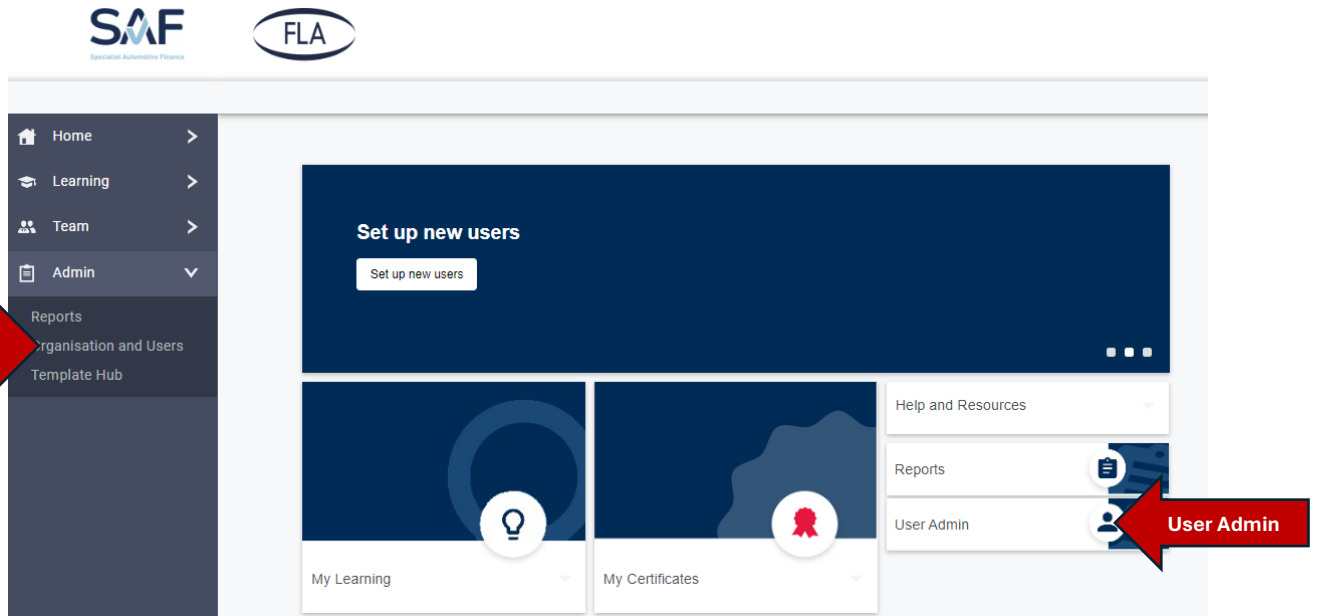 SAF
Specialist Automotive Finance
FLA
Home
Learning
Team
Admin
Reports
rganisation and Users
Template Hub
Set up new users
Set up new users
Help and Resources
Reports
User Admin
User Admin
My Learning
My Certificates